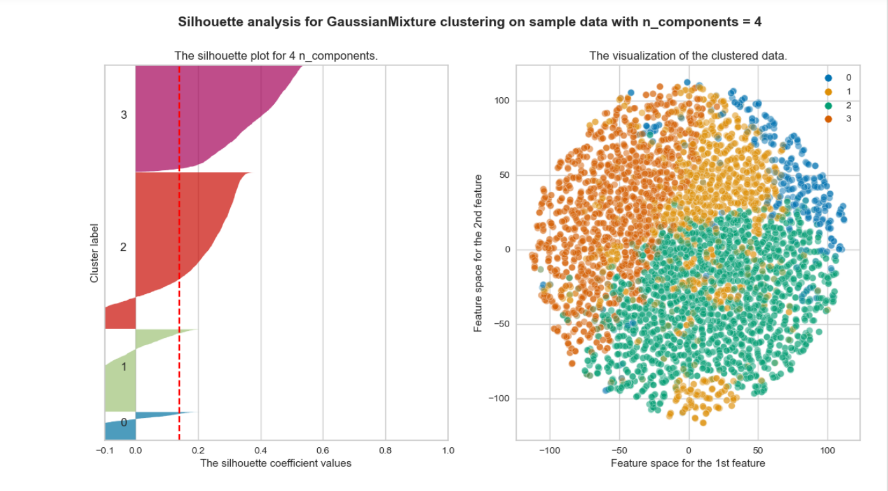 Silhouette analysis for GaussianMixture clustering on sample data with n_components = 4
The silhouette plot for 4 n_components.
3
2
1
0
Cluster label
−0.1 0.0 0.2 0.4 0.6 0.8 1.0
The silhouette coefficient values
The visualization of the clustered data.
0
1
2
3
100
50
0
−50
−100
Feature space for the 2nd feature
−100 −50 0 50 100
Feature space for the 1st feature